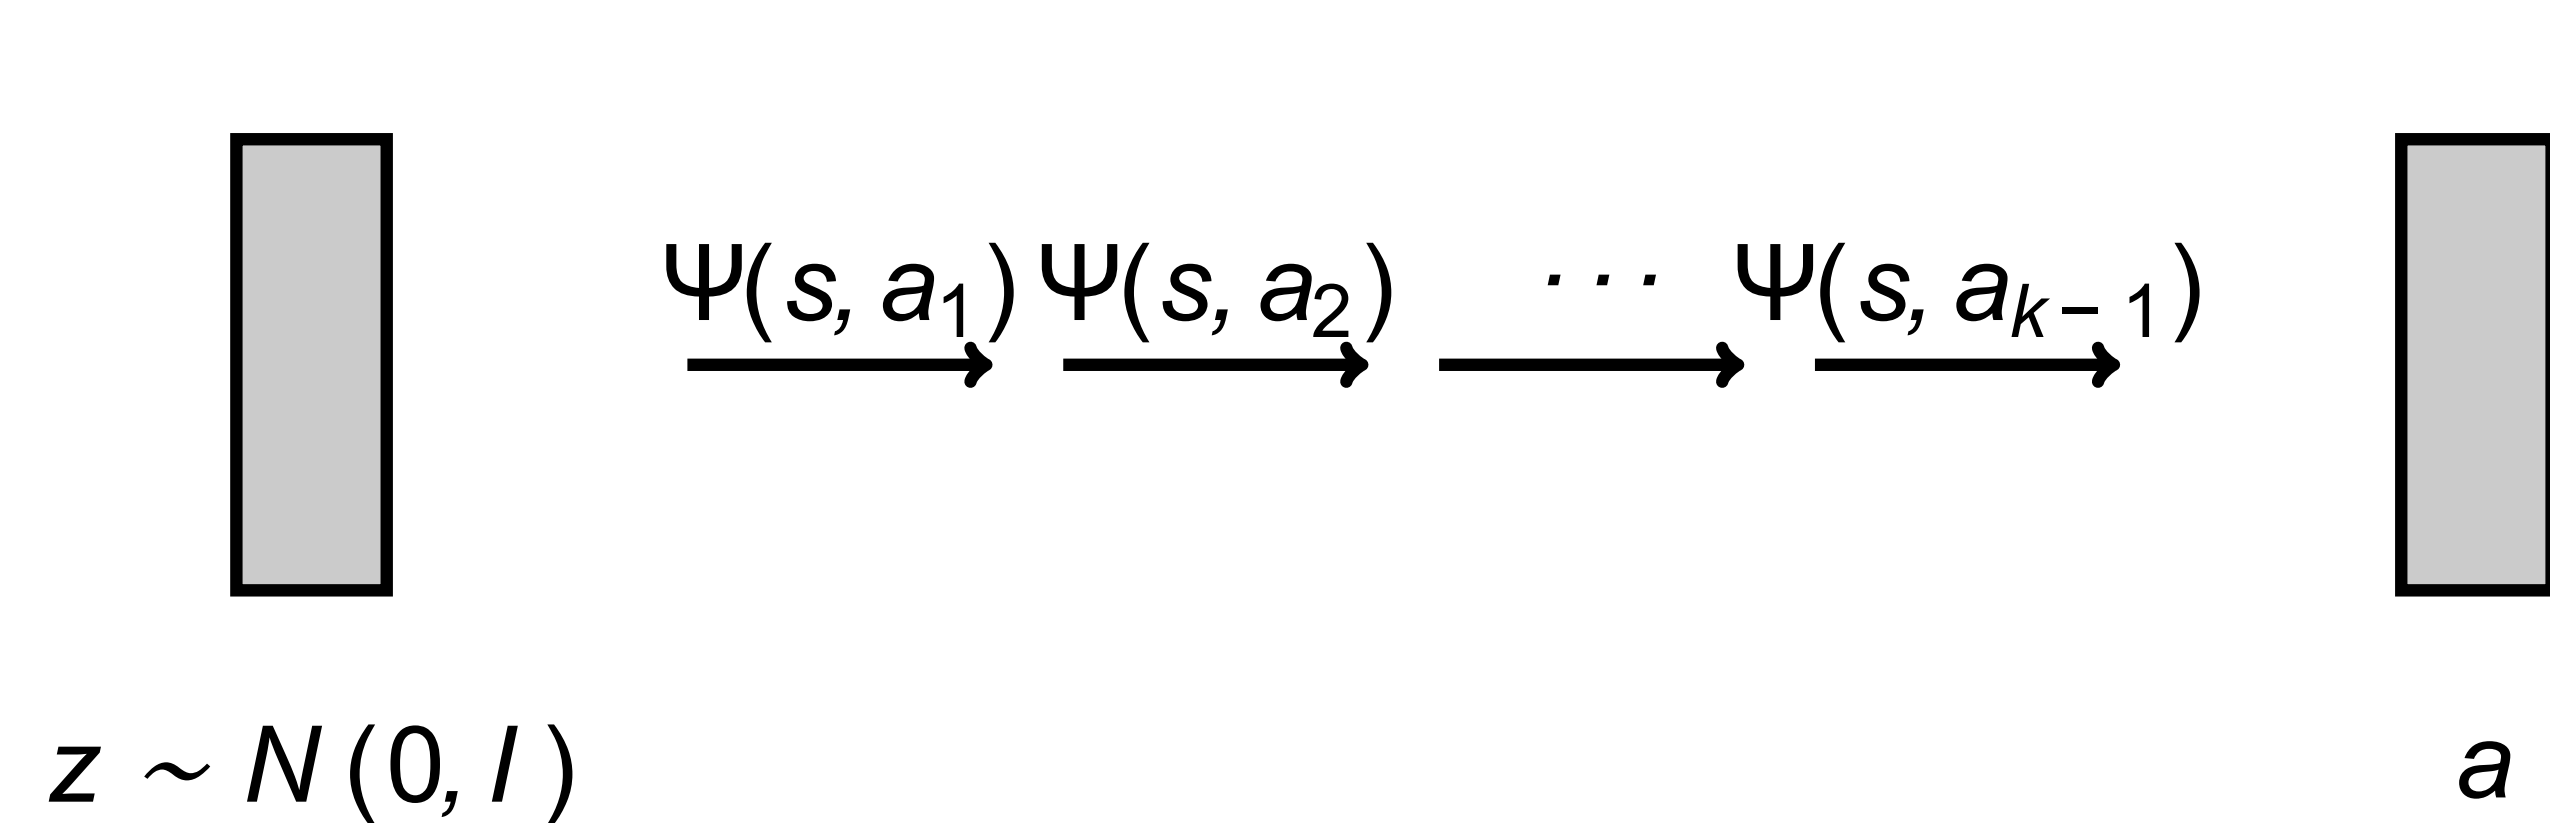 Ψ(s, a₁) Ψ(s, a₂) ··· Ψ(s, aₖ₋₁)
z ~ N (0, I) a